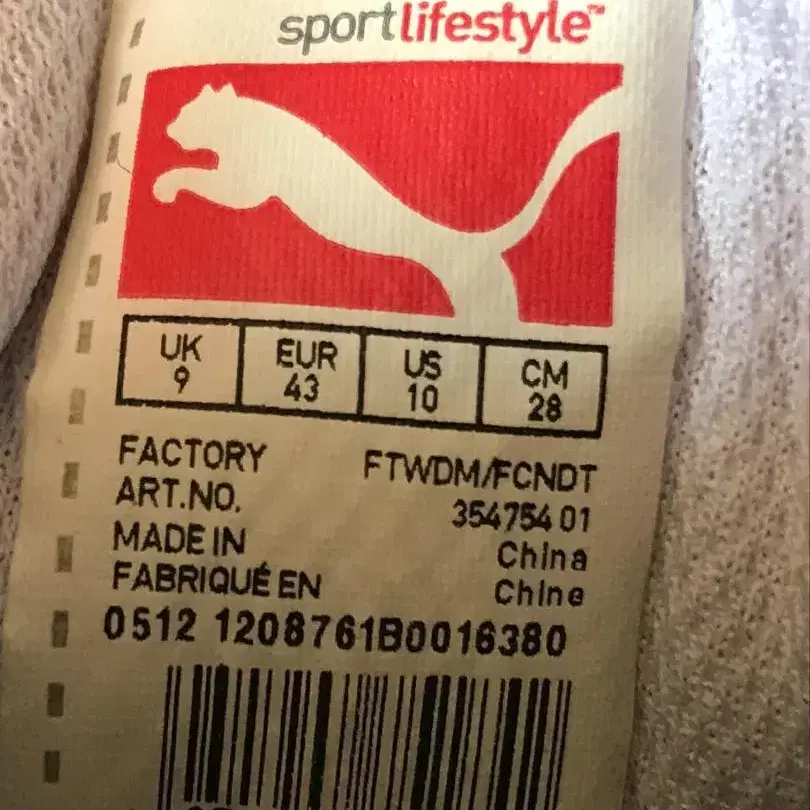 sportlifestyle™
UK EUR US CM
9 43 10 28
FACTORY FTWDM/FCNDT
ART.NO. 354754 01
MADE IN China
FABRIQUÉ EN Chine
0512 1208761B0016380